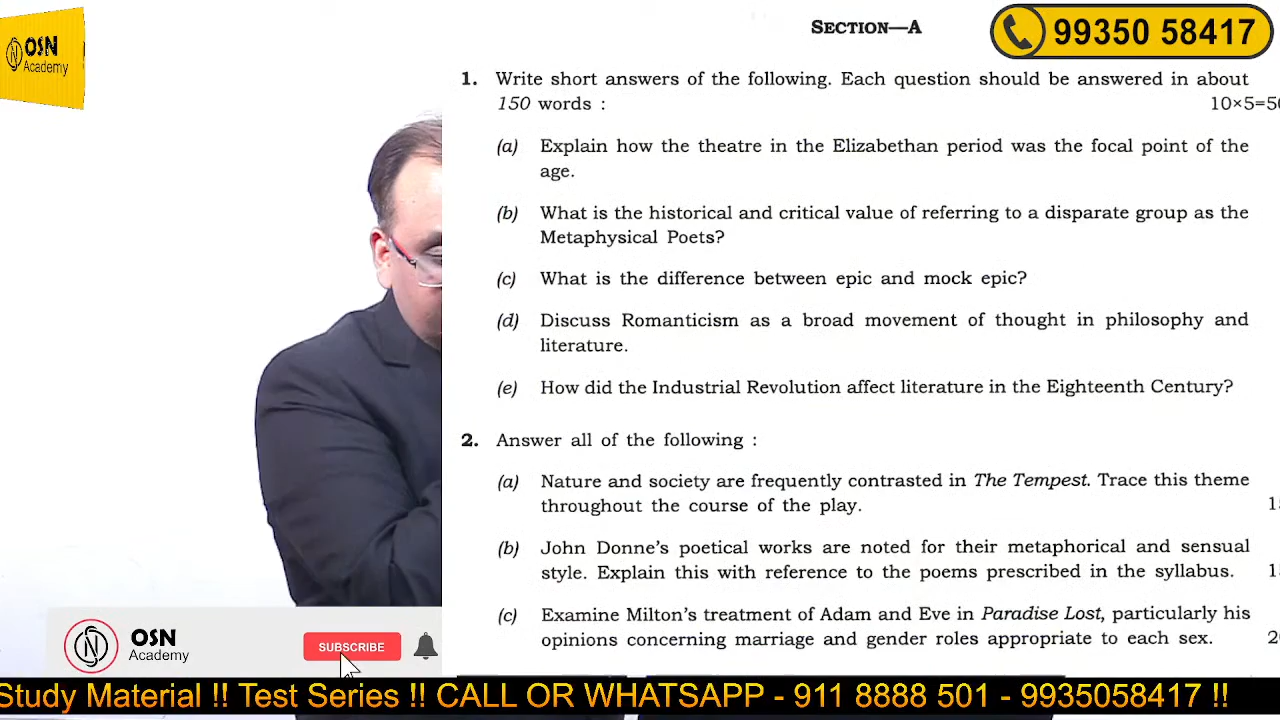 OSN
Academy
SECTION—A
99350 58417
1. Write short answers of the following. Each question should be answered in about
150 words : 10×5=50
(a) Explain how the theatre in the Elizabethan period was the focal point of the
age.
(b) What is the historical and critical value of referring to a disparate group as the
Metaphysical Poets?
(c) What is the difference between epic and mock epic?
(d) Discuss Romanticism as a broad movement of thought in philosophy and
literature.
(e) How did the Industrial Revolution affect literature in the Eighteenth Century?
2. Answer all of the following :
(a) Nature and society are frequently contrasted in The Tempest. Trace this theme
throughout the course of the play.
(b) John Donne's poetical works are noted for their metaphorical and sensual
style. Explain this with reference to the poems prescribed in the syllabus.
(c) Examine Milton's treatment of Adam and Eve in Paradise Lost, particularly his
opinions concerning marriage and gender roles appropriate to each sex.
OSN
Academy
SUBSCRIBE
Study Material !! Test Series !! CALL OR WHATSAPP - 911 8888 501 - 9935058417 !!